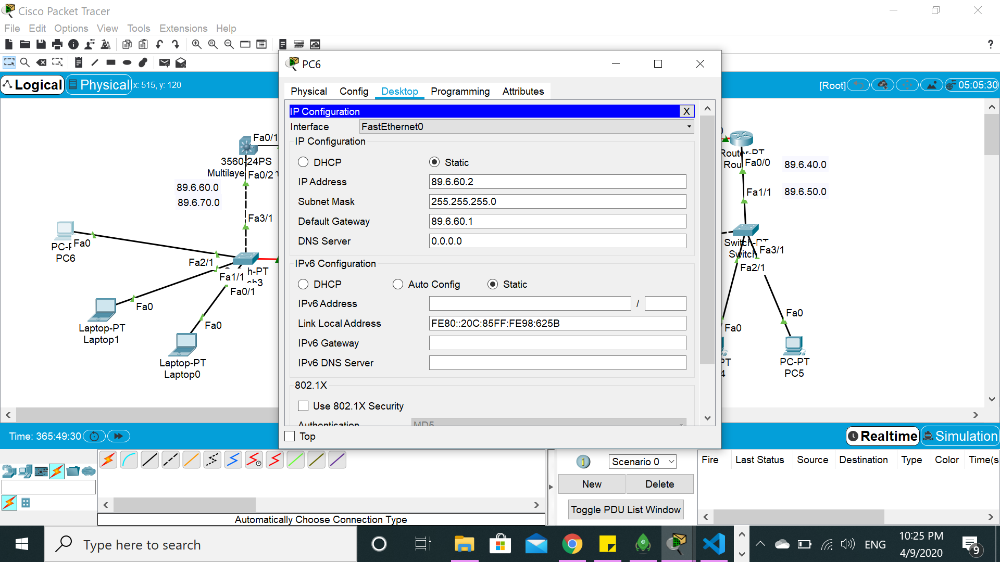 Cisco Packet Tracer
File Edit Options View Tools Extensions Help
Logical Physical x: 515, y: 120
[Root] 05:05:30
PC6
Physical Config Desktop Programming Attributes
IP Configuration X
Interface FastEthernet0
IP Configuration
DHCP Static
IP Address 89.6.60.2
Subnet Mask 255.255.255.0
Default Gateway 89.6.60.1
DNS Server 0.0.0.0
IPv6 Configuration
DHCP Auto Config Static
IPv6 Address /
Link Local Address FE80::20C:85FF:FE98:625B
IPv6 Gateway
IPv6 DNS Server
802.1X
Use 802.1X Security
Authentication MD5
Top
Fa0/1
3560-24PS
Multilaye
Fa0/2
89.6.60.0
89.6.70.0
Fa3/1
Fa0
PC6
Fa2/1
Fa1/1
Fa0/1
Fa0
Laptop-PT
Laptop1
Fa0
Laptop-PT
Laptop0
Router-PT
Rou
Fa0/0
89.6.40.0
Fa1/1
89.6.50.0
Switch-PT
Switch
Fa3/1
Fa2/1
Fa0
Fa0
PC-PT
PC5
Time: 365:49:30
Realtime Simulation
Automatically Choose Connection Type
Scenario 0
New Delete
Toggle PDU List Window
Fire Last Status Source Destination Type Color Time(s
Type here to search
ENG
10:25 PM
4/9/2020
9